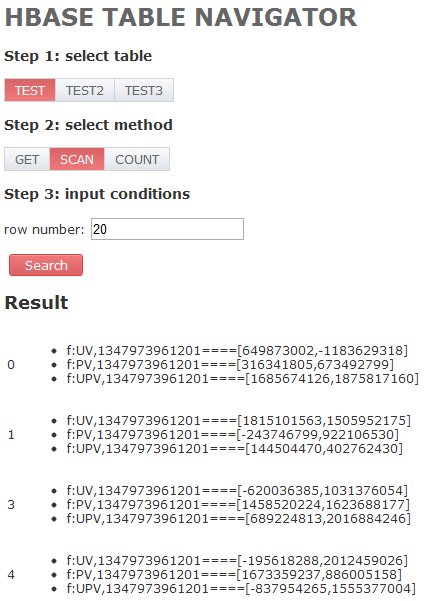 HBASE TABLE NAVIGATOR
Step 1: select table
TEST TEST2 TEST3
Step 2: select method
GET SCAN COUNT
Step 3: input conditions
row number: 20
Search
Result
f:UV,1347973961201====[649873002,-1183629318]
0 f:PV,1347973961201====[316341805,673492799]
f:UPV,1347973961201====[1685674126,1875817160]
f:UV,1347973961201====[1815101563,1505952175]
1 f:PV,1347973961201====[-243746799,922106530]
f:UPV,1347973961201====[144504470,402762430]
f:UV,1347973961201====[-620036385,1031376054]
3 f:PV,1347973961201====[1458520224,1623688177]
f:UPV,1347973961201====[689224813,2016884246]
f:UV,1347973961201====[-195618288,2012459026]
4 f:PV,1347973961201====[1673359237,886005158]
f:UPV,1347973961201====[-837954265,1555377004]